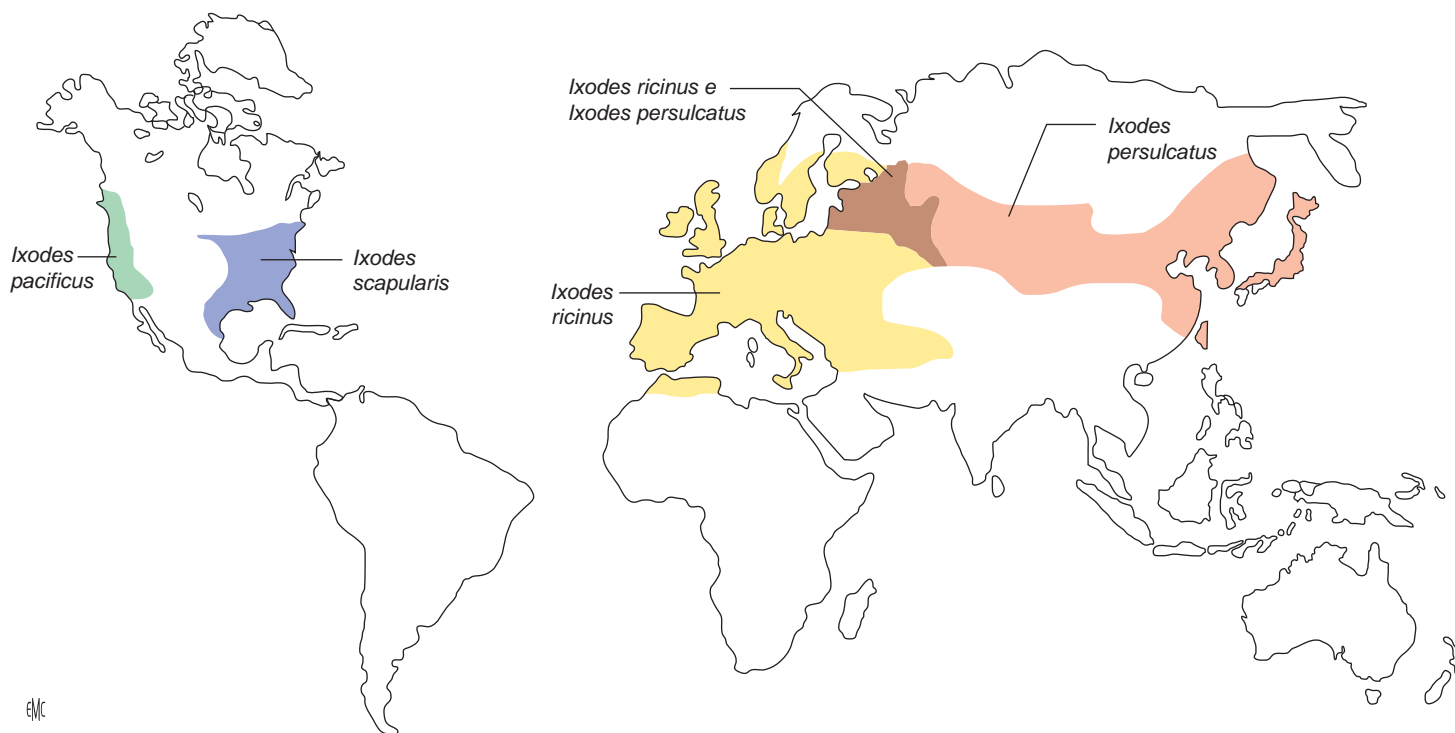 Ixodes ricinus e
Ixodes persulcatus
Ixodes
persulcatus
Ixodes
pacificus
Ixodes
scapularis
Ixodes
ricinus
EMC